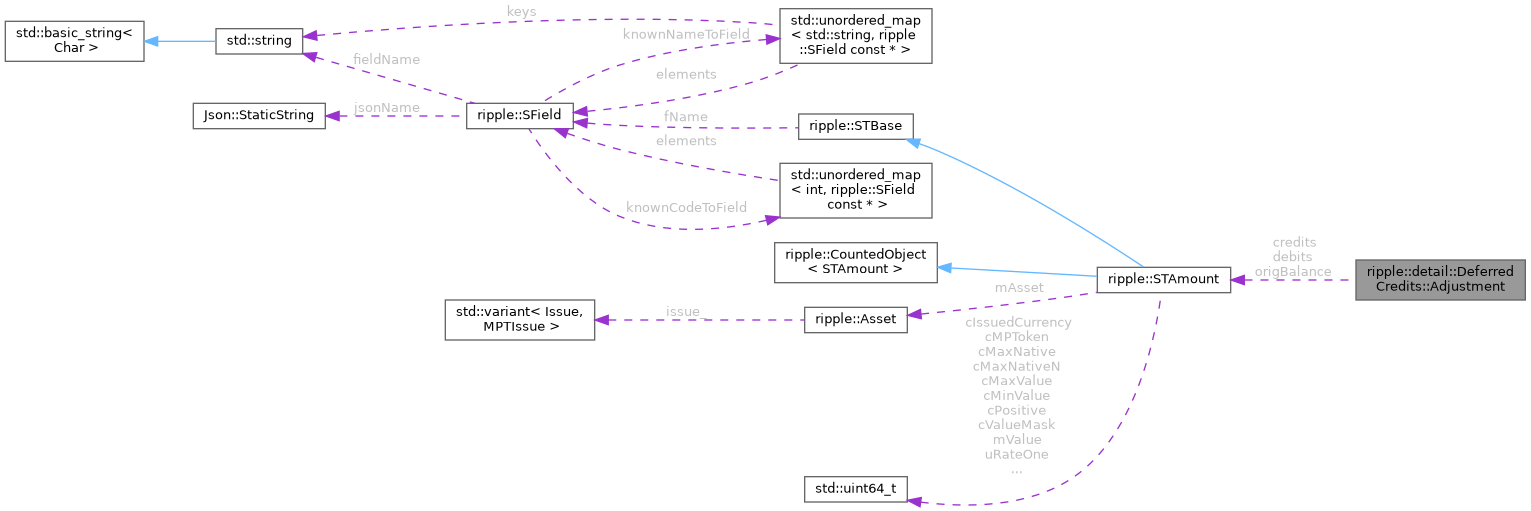 std::basic_string<
Char >
std::string
keys
std::unordered_map
< std::string, ripple
::SField const * >
knownNameToField
fieldName
elements
Json::StaticString
jsonName
ripple::SField
fName
ripple::STBase
elements
std::unordered_map
< int, ripple::SField
const * >
knownCodeToField
ripple::CountedObject
< STAmount >
ripple::STAmount
credits
debits
origBalance
ripple::detail::Deferred
Credits::Adjustment
mAsset
std::variant< Issue,
MPTIssue >
issue_
ripple::Asset
cIssuedCurrency
cMPToken
cMaxNative
cMaxNativeN
cMaxValue
cMinValue
cPositive
cValueMask
mValue
uRateOne
...
std::uint64_t